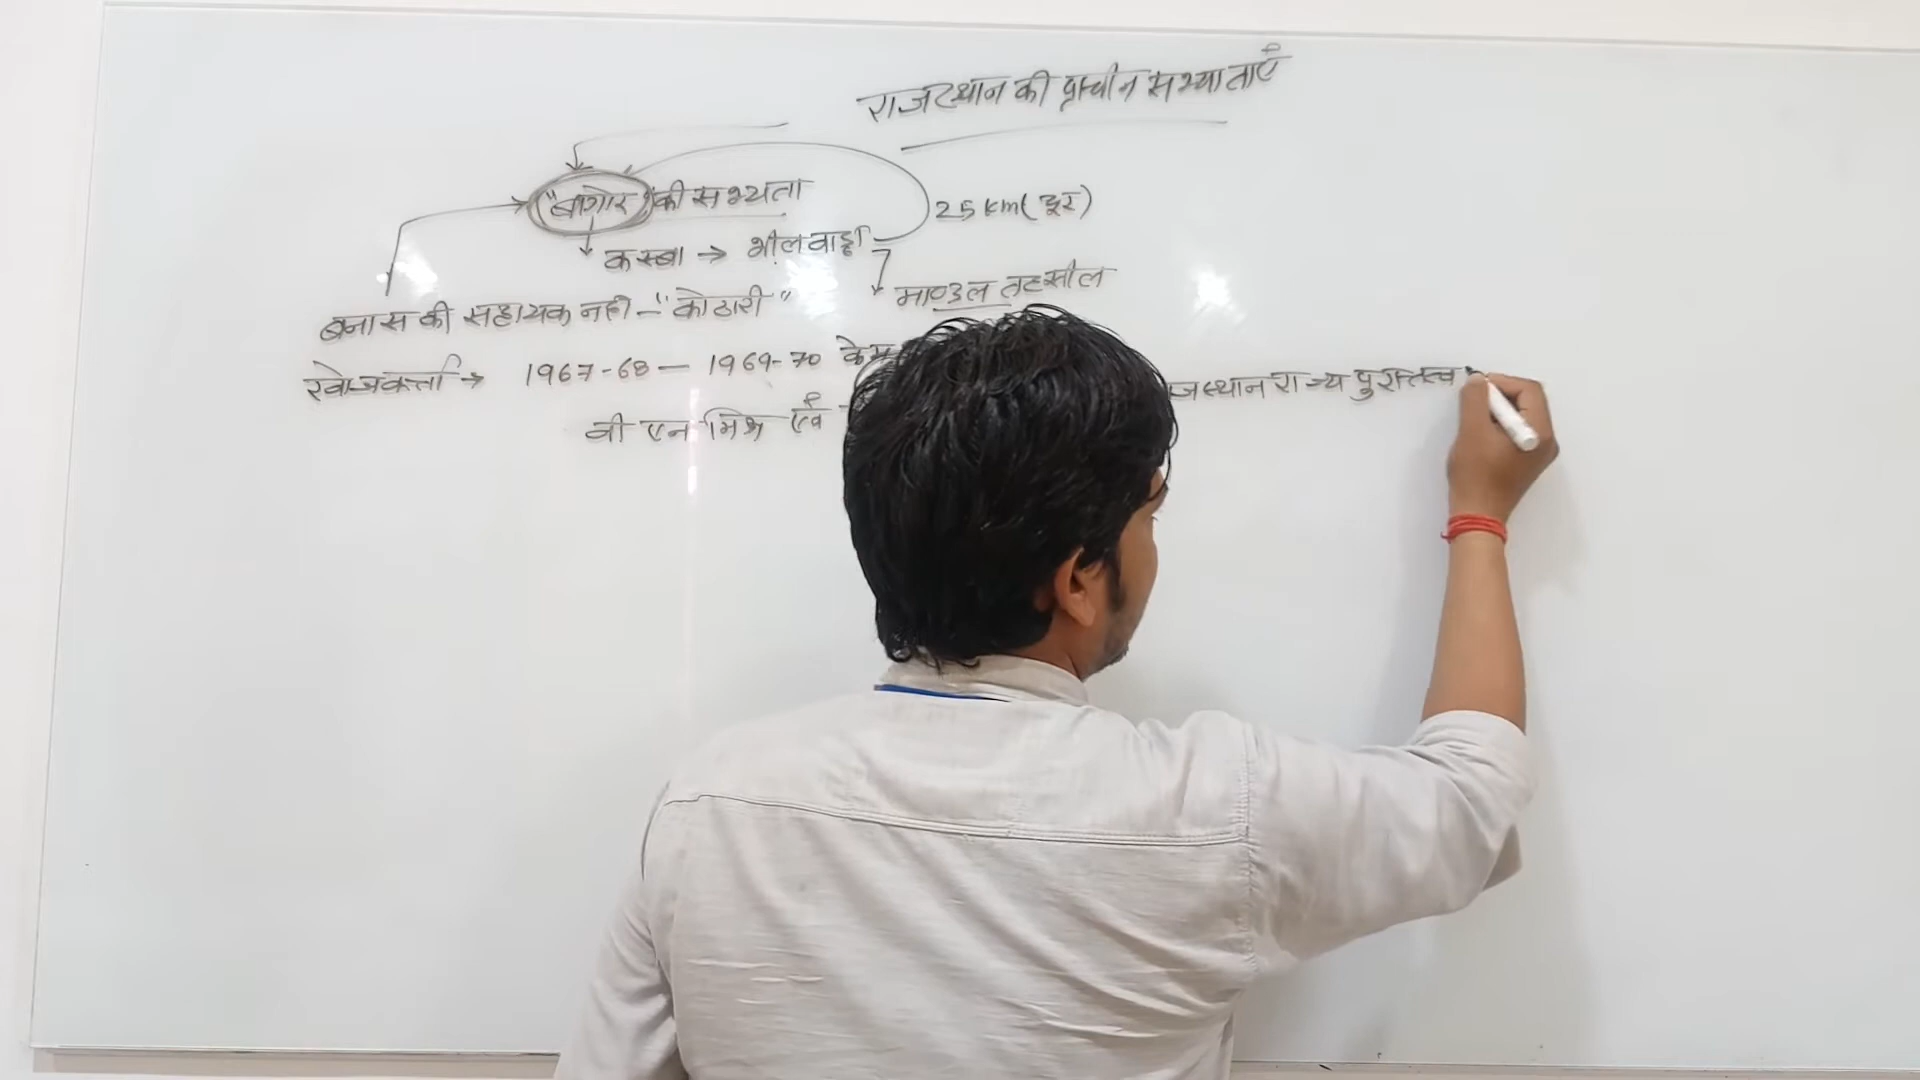 राजस्थान की प्राचीन सभ्यताएँ
"बागोर" की सभ्यता
25 km (दूर)
कस्बा → भीलवाड़ा
माण्डल तहसील
बनास की सहायक नदी - "कोठारी"
खोजकर्ता → 1967-68 — 1969-70 के म
जस्थान राज्य पुरातत्व
वी एन मिश्र एवं